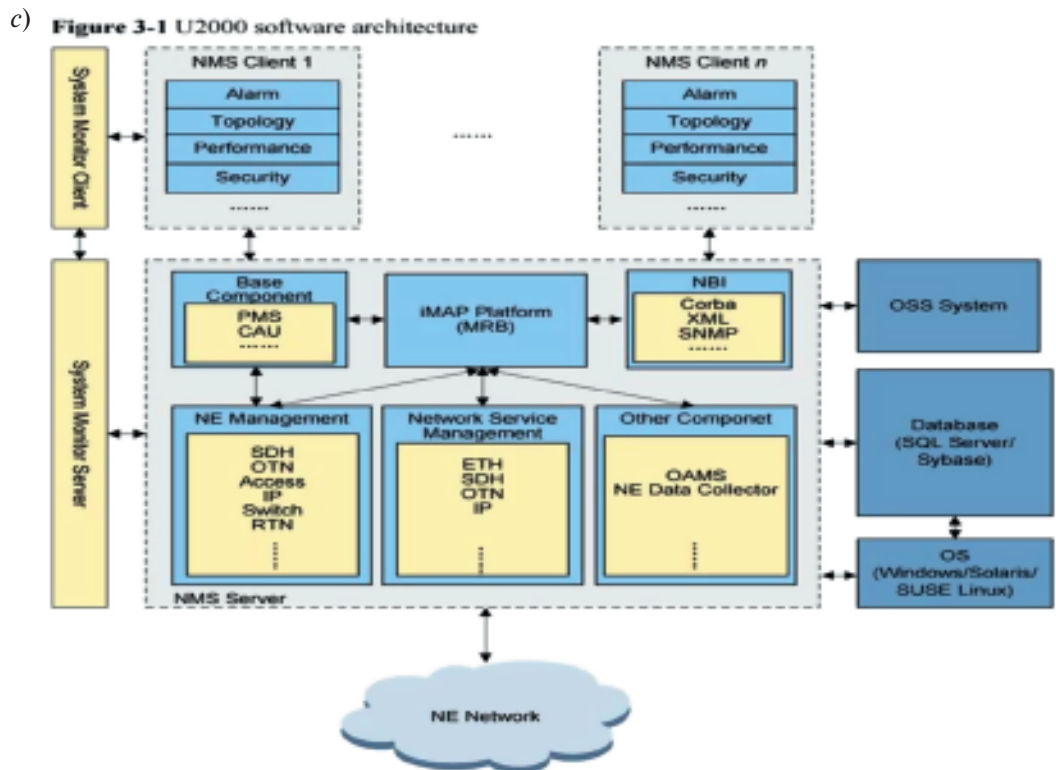 c) Figure 3-1 U2000 software architecture
System Monitor Client
NMS Client 1
Alarm
Topology
Performance
Security
......
......
NMS Client n
Alarm
Topology
Performance
Security
......
System Monitor Server
Base
Component
PMS
CAU
......
iMAP Platform
(MRB)
NBI
Corba
XML
SNMP
......
OSS System
NE Management
SDH
OTN
Access
IP
Switch
RTN
......
Network Service
Management
ETH
SDH
OTN
IP
......
Other Componet
OAMS
NE Data Collector
......
Database
(SQL Server/
Sybase)
OS
(Windows/Solaris/
SUSE Linux)
NMS Server
NE Network